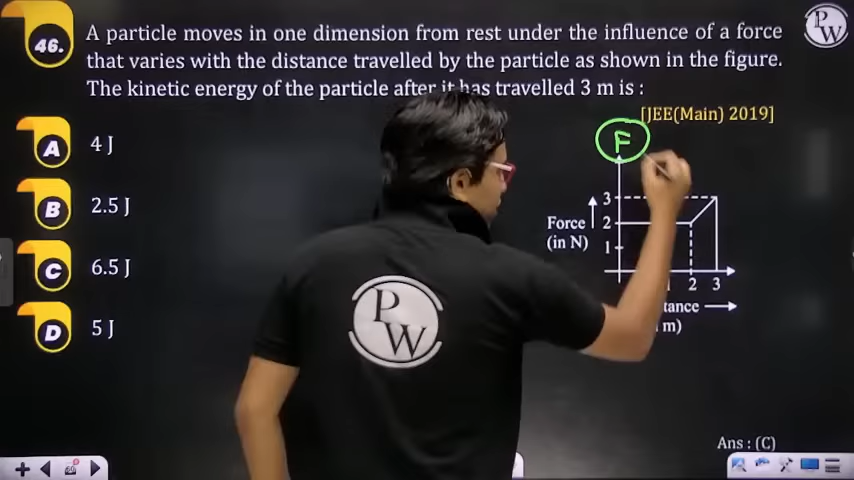 46.
A particle moves in one dimension from rest under the influence of a force
that varies with the distance travelled by the particle as shown in the figure.
The kinetic energy of the particle after it has travelled 3 m is :
[JEE(Main) 2019]
A 4 J
B 2.5 J
C 6.5 J
D 5 J
F
3
Force 2
(in N) 1
2 3
m)
Ans : (C)
P
W
P
W